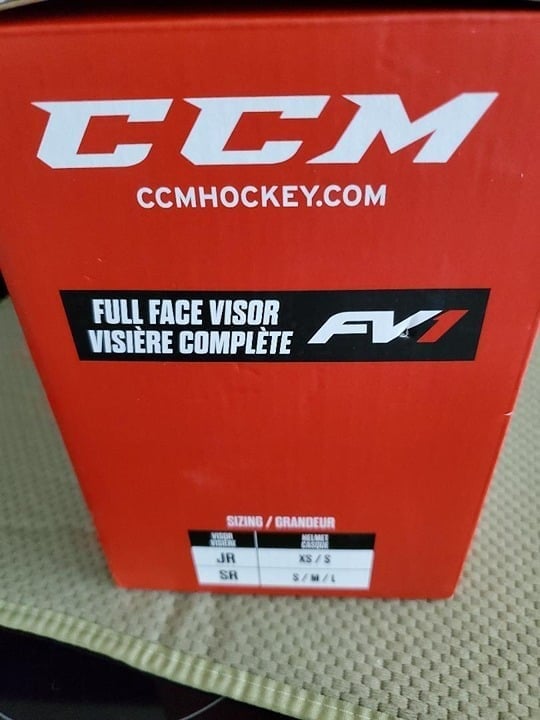 CCM
CCMHOCKEY.COM
FULL FACE VISOR
VISIÈRE COMPLÈTE
FV1
SIZING / GRANDEUR
VISOR HELMET
VISIÈRE CASQUE
JR XS / S
SR S / M / L